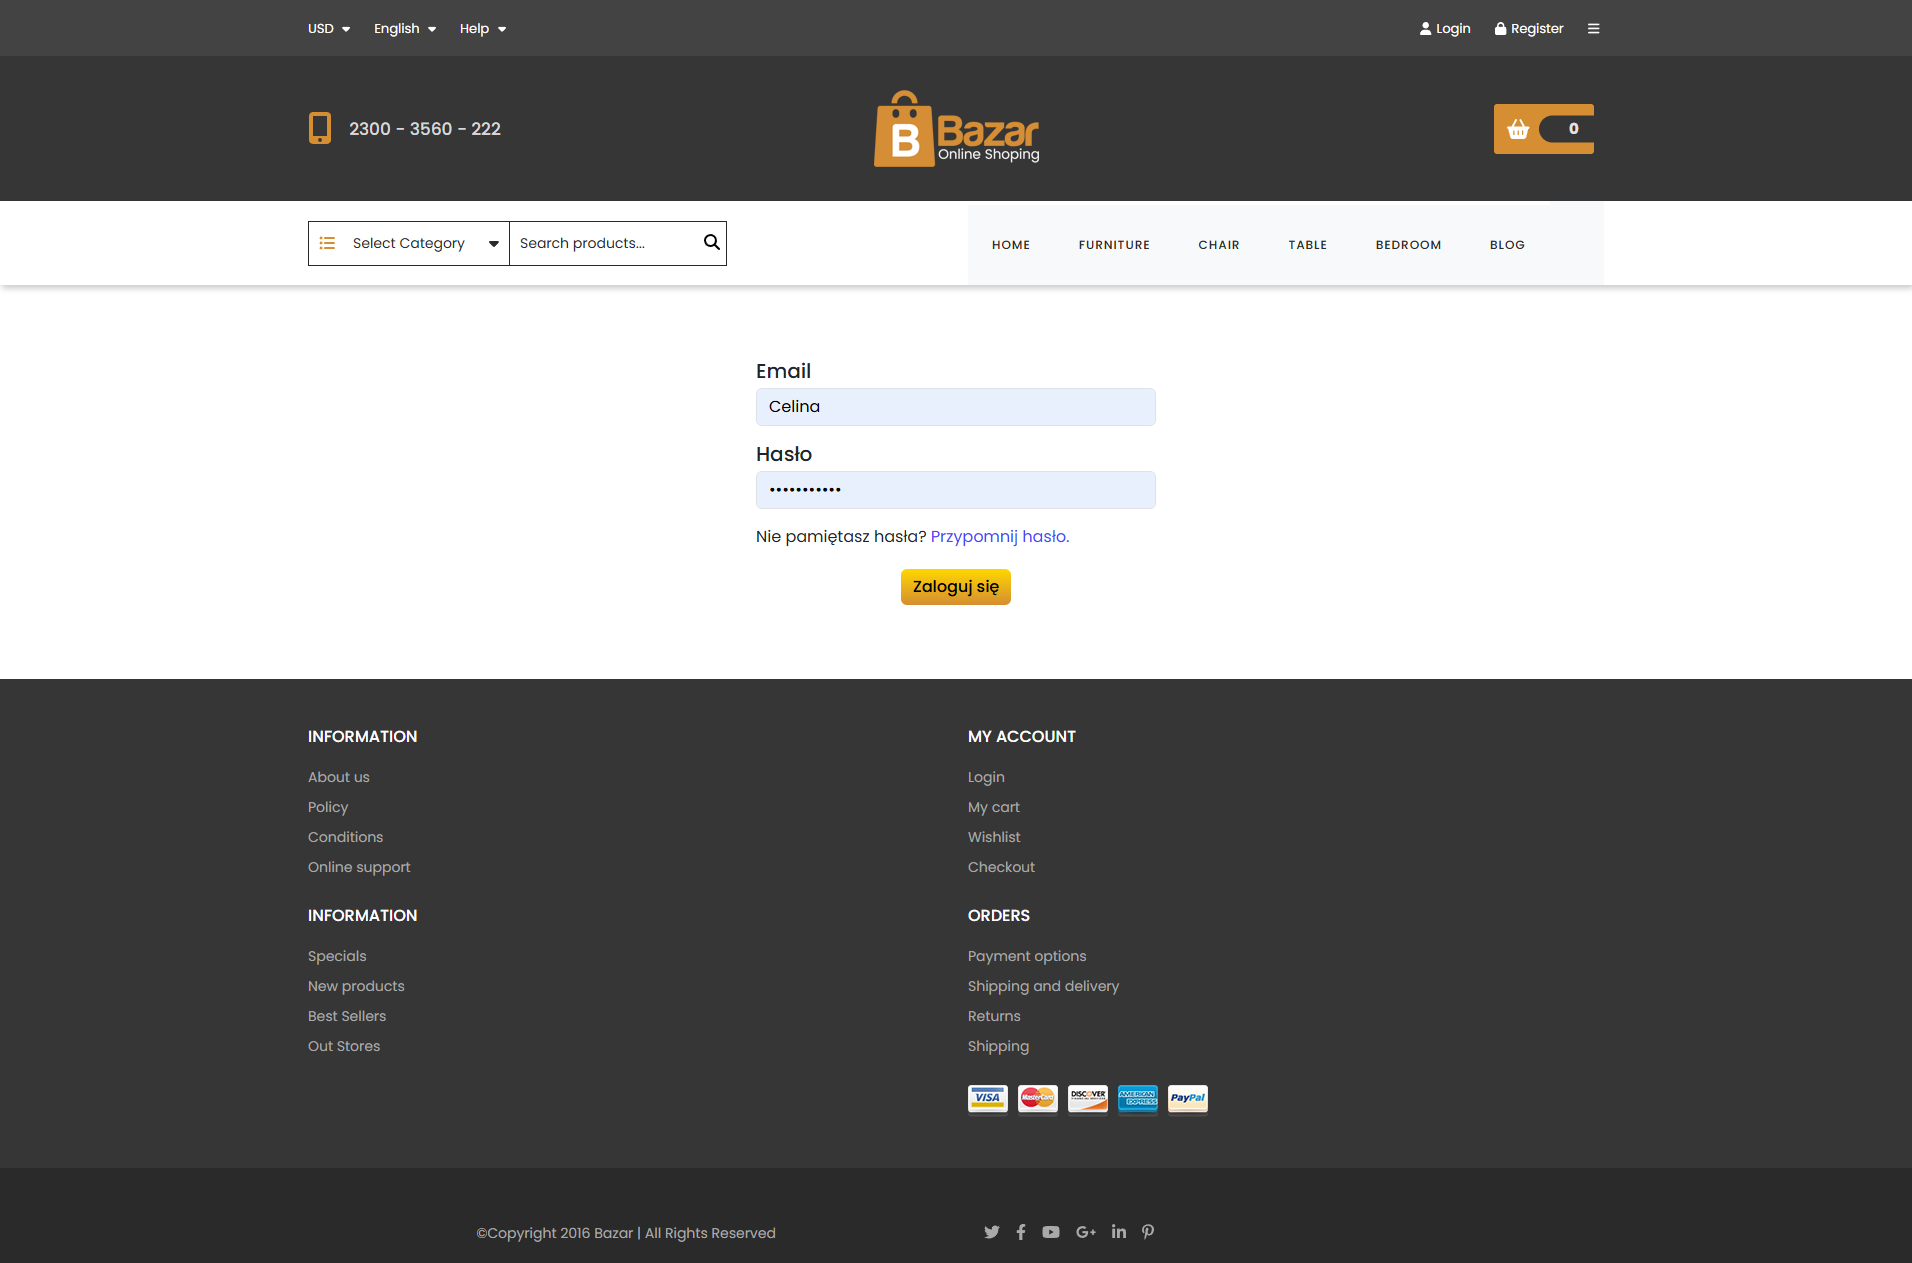 USD English Help Login Register
2300 - 3560 - 222
B Bazar
Online Shoping
0
Select Category Search products... HOME FURNITURE CHAIR TABLE BEDROOM BLOG
Email
Celina
Hasło
•••••••••••
Nie pamiętasz hasła? Przypomnij hasło.
Zaloguj się
INFORMATION
About us
Policy
Conditions
Online support
MY ACCOUNT
Login
My cart
Wishlist
Checkout
INFORMATION
Specials
New products
Best Sellers
Out Stores
ORDERS
Payment options
Shipping and delivery
Returns
Shipping
VISA MasterCard DISCOVER AMERICAN EXPRESS PayPal
©Copyright 2016 Bazar | All Rights Reserved